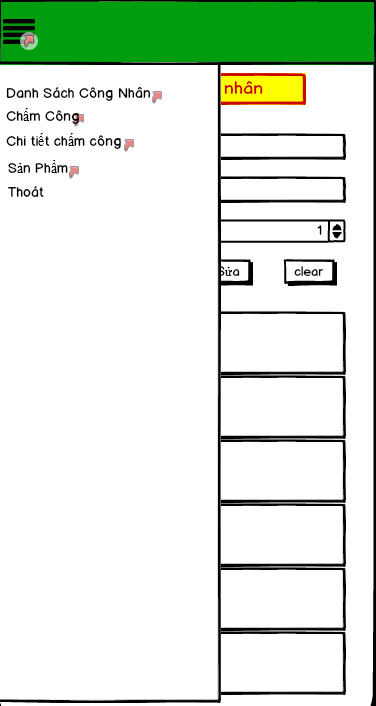 nhân
Danh Sách Công Nhân
Chấm Công
Chi tiết chấm công
Sản Phẩm
Thoát
1
Sửa
clear